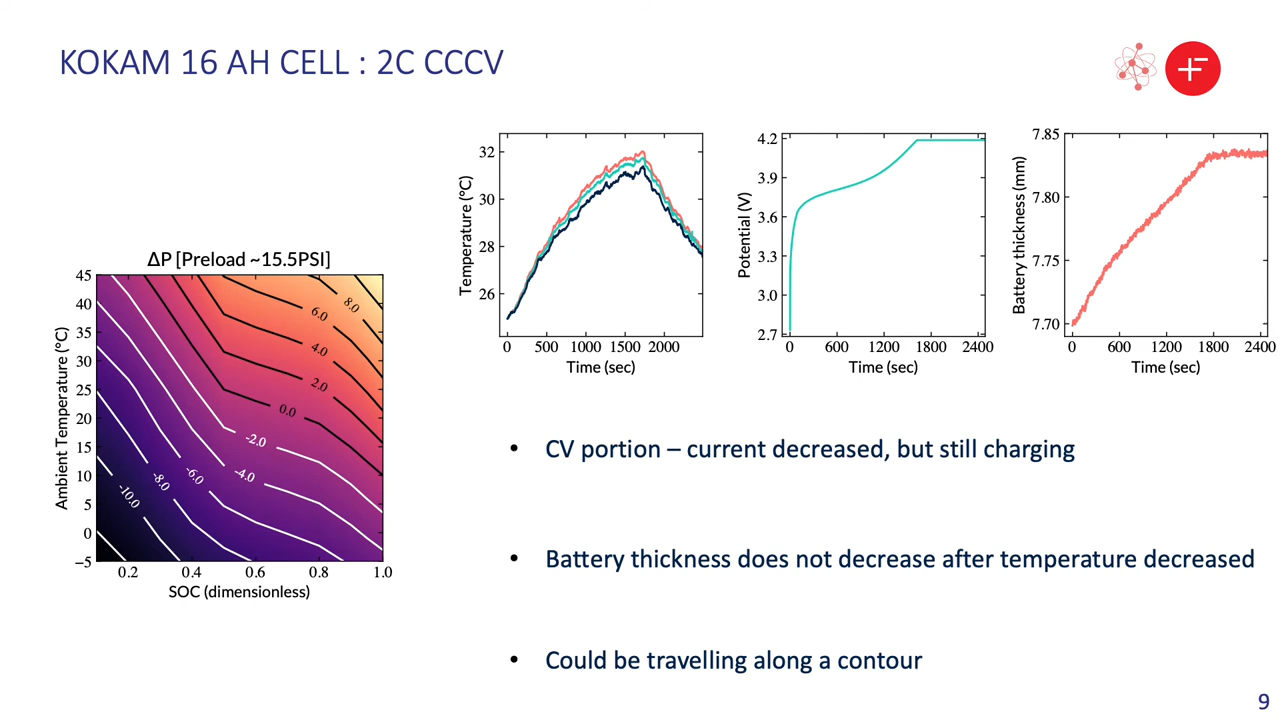 KOKAM 16 AH CELL : 2C CCCV
ΔP [Preload ~15.5PSI]
45
40
35
30
25
20
15
10
5
0
−5
Ambient Temperature (°C)
8.0
6.0
4.0
2.0
0.0
-2.0
-4.0
-6.0
-8.0
-10.0
0.2 0.4 0.6 0.8 1.0
SOC (dimensionless)
32
30
28
26
Temperature (°C)
0 500 1000 1500 2000
Time (sec)
4.2
3.9
3.6
3.3
3.0
2.7
Potential (V)
0 600 1200 1800 2400
Time (sec)
7.85
7.80
7.75
7.70
Battery thickness (mm)
0 600 1200 1800 2400
Time (sec)
• CV portion – current decreased, but still charging
• Battery thickness does not decrease after temperature decreased
• Could be travelling along a contour
9